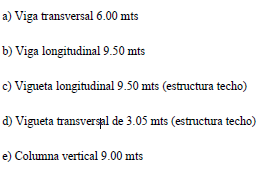 a) Viga transversal 6.00 mts
b) Viga longitudinal 9.50 mts
c) Vigueta longitudinal 9.50 mts (estructura techo)
d) Vigueta transversal de 3.05 mts (estructura techo)
e) Columna vertical 9.00 mts